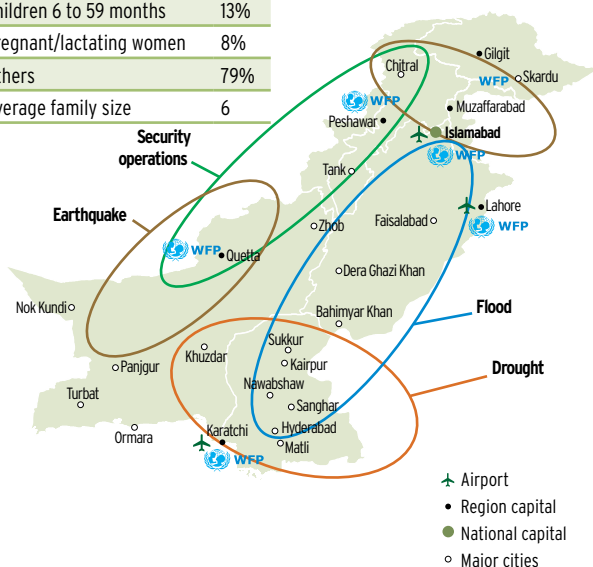 hildren 6 to 59 months 13%
regnant/lactating women 8%
thers 79%
verage family size 6
Gilgit
Chitral
WFP
Skardu
WFP
Muzaffarabad
Peshawar
Islamabad
Security
operations
WFP
Tank
Earthquake
Lahore
Zhob
Faisalabad
WFP
WFP
Quetta
Dera Ghazi Khan
Nok Kundi
Flood
Bahimyar Khan
Sukkur
Khuzdar
Kairpur
Drought
Panjgur
Nawabshaw
Turbat
Sanghar
Karatchi
Hyderabad
Ormara
Matli
WFP
Airport
Region capital
National capital
Major cities